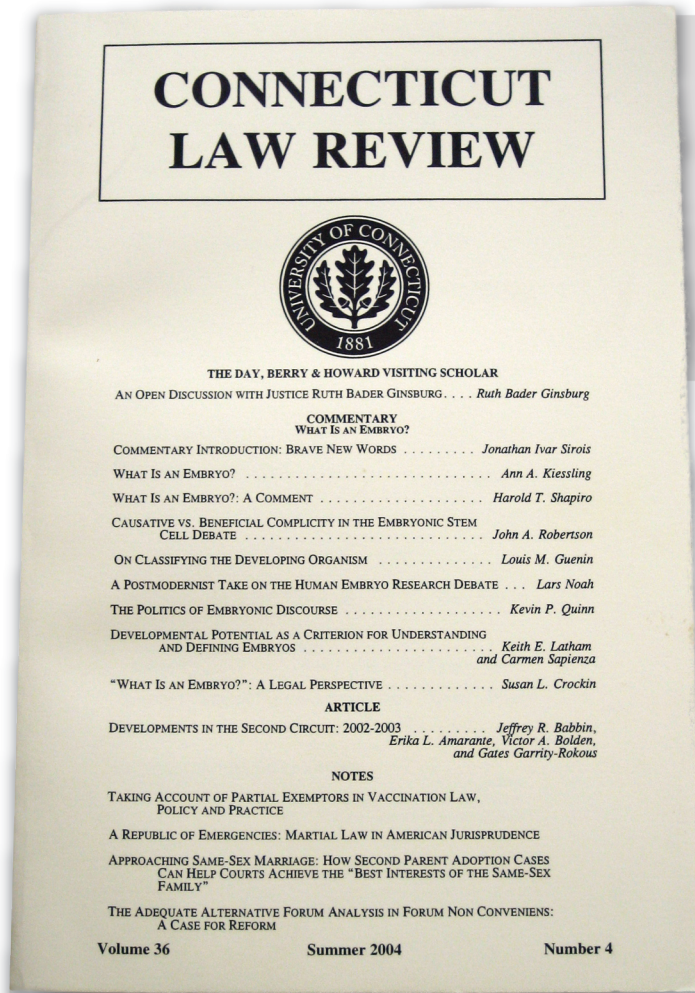 CONNECTICUT
LAW REVIEW
UNIVERSITY OF CONNECTICUT
1881
THE DAY, BERRY & HOWARD VISITING SCHOLAR
AN OPEN DISCUSSION WITH JUSTICE RUTH BADER GINSBURG. . . . Ruth Bader Ginsburg
COMMENTARY
WHAT IS AN EMBRYO?
COMMENTARY INTRODUCTION: BRAVE NEW WORDS . . . . . . . . . Jonathan Ivar Sirois
WHAT IS AN EMBRYO? . . . . . . . . . . . . . . . . . . . . . . . . . . . . . . . Ann A. Kiessling
WHAT IS AN EMBRYO?: A COMMENT . . . . . . . . . . . . . . . . . . . . . Harold T. Shapiro
CAUSATIVE VS. BENEFICIAL COMPLICITY IN THE EMBRYONIC STEM
CELL DEBATE . . . . . . . . . . . . . . . . . . . . . . . . . . . . . . . John A. Robertson
ON CLASSIFYING THE DEVELOPING ORGANISM . . . . . . . . . . . . . . Louis M. Guenin
A POSTMODERNIST TAKE ON THE HUMAN EMBRYO RESEARCH DEBATE . . . Lars Noah
THE POLITICS OF EMBRYONIC DISCOURSE . . . . . . . . . . . . . . . . . . . . Kevin P. Quinn
DEVELOPMENTAL POTENTIAL AS A CRITERION FOR UNDERSTANDING
AND DEFINING EMBRYOS . . . . . . . . . . . . . . . . . . . . . . . . Keith E. Latham
and Carmen Sapienza
"WHAT IS AN EMBRYO?": A LEGAL PERSPECTIVE . . . . . . . . . . . . . Susan L. Crockin
ARTICLE
DEVELOPMENTS IN THE SECOND CIRCUIT: 2002-2003 . . . . . . . . . Jeffrey R. Babbin,
Erika L. Amarante, Victor A. Bolden,
and Gates Garrity-Rokous
NOTES
TAKING ACCOUNT OF PARTIAL EXEMPTORS IN VACCINATION LAW,
POLICY AND PRACTICE
A REPUBLIC OF EMERGENCIES: MARTIAL LAW IN AMERICAN JURISPRUDENCE
APPROACHING SAME-SEX MARRIAGE: HOW SECOND PARENT ADOPTION CASES
CAN HELP COURTS ACHIEVE THE "BEST INTERESTS OF THE SAME-SEX
FAMILY"
THE ADEQUATE ALTERNATIVE FORUM ANALYSIS IN FORUM NON CONVENIENS:
A CASE FOR REFORM
Volume 36 Summer 2004 Number 4